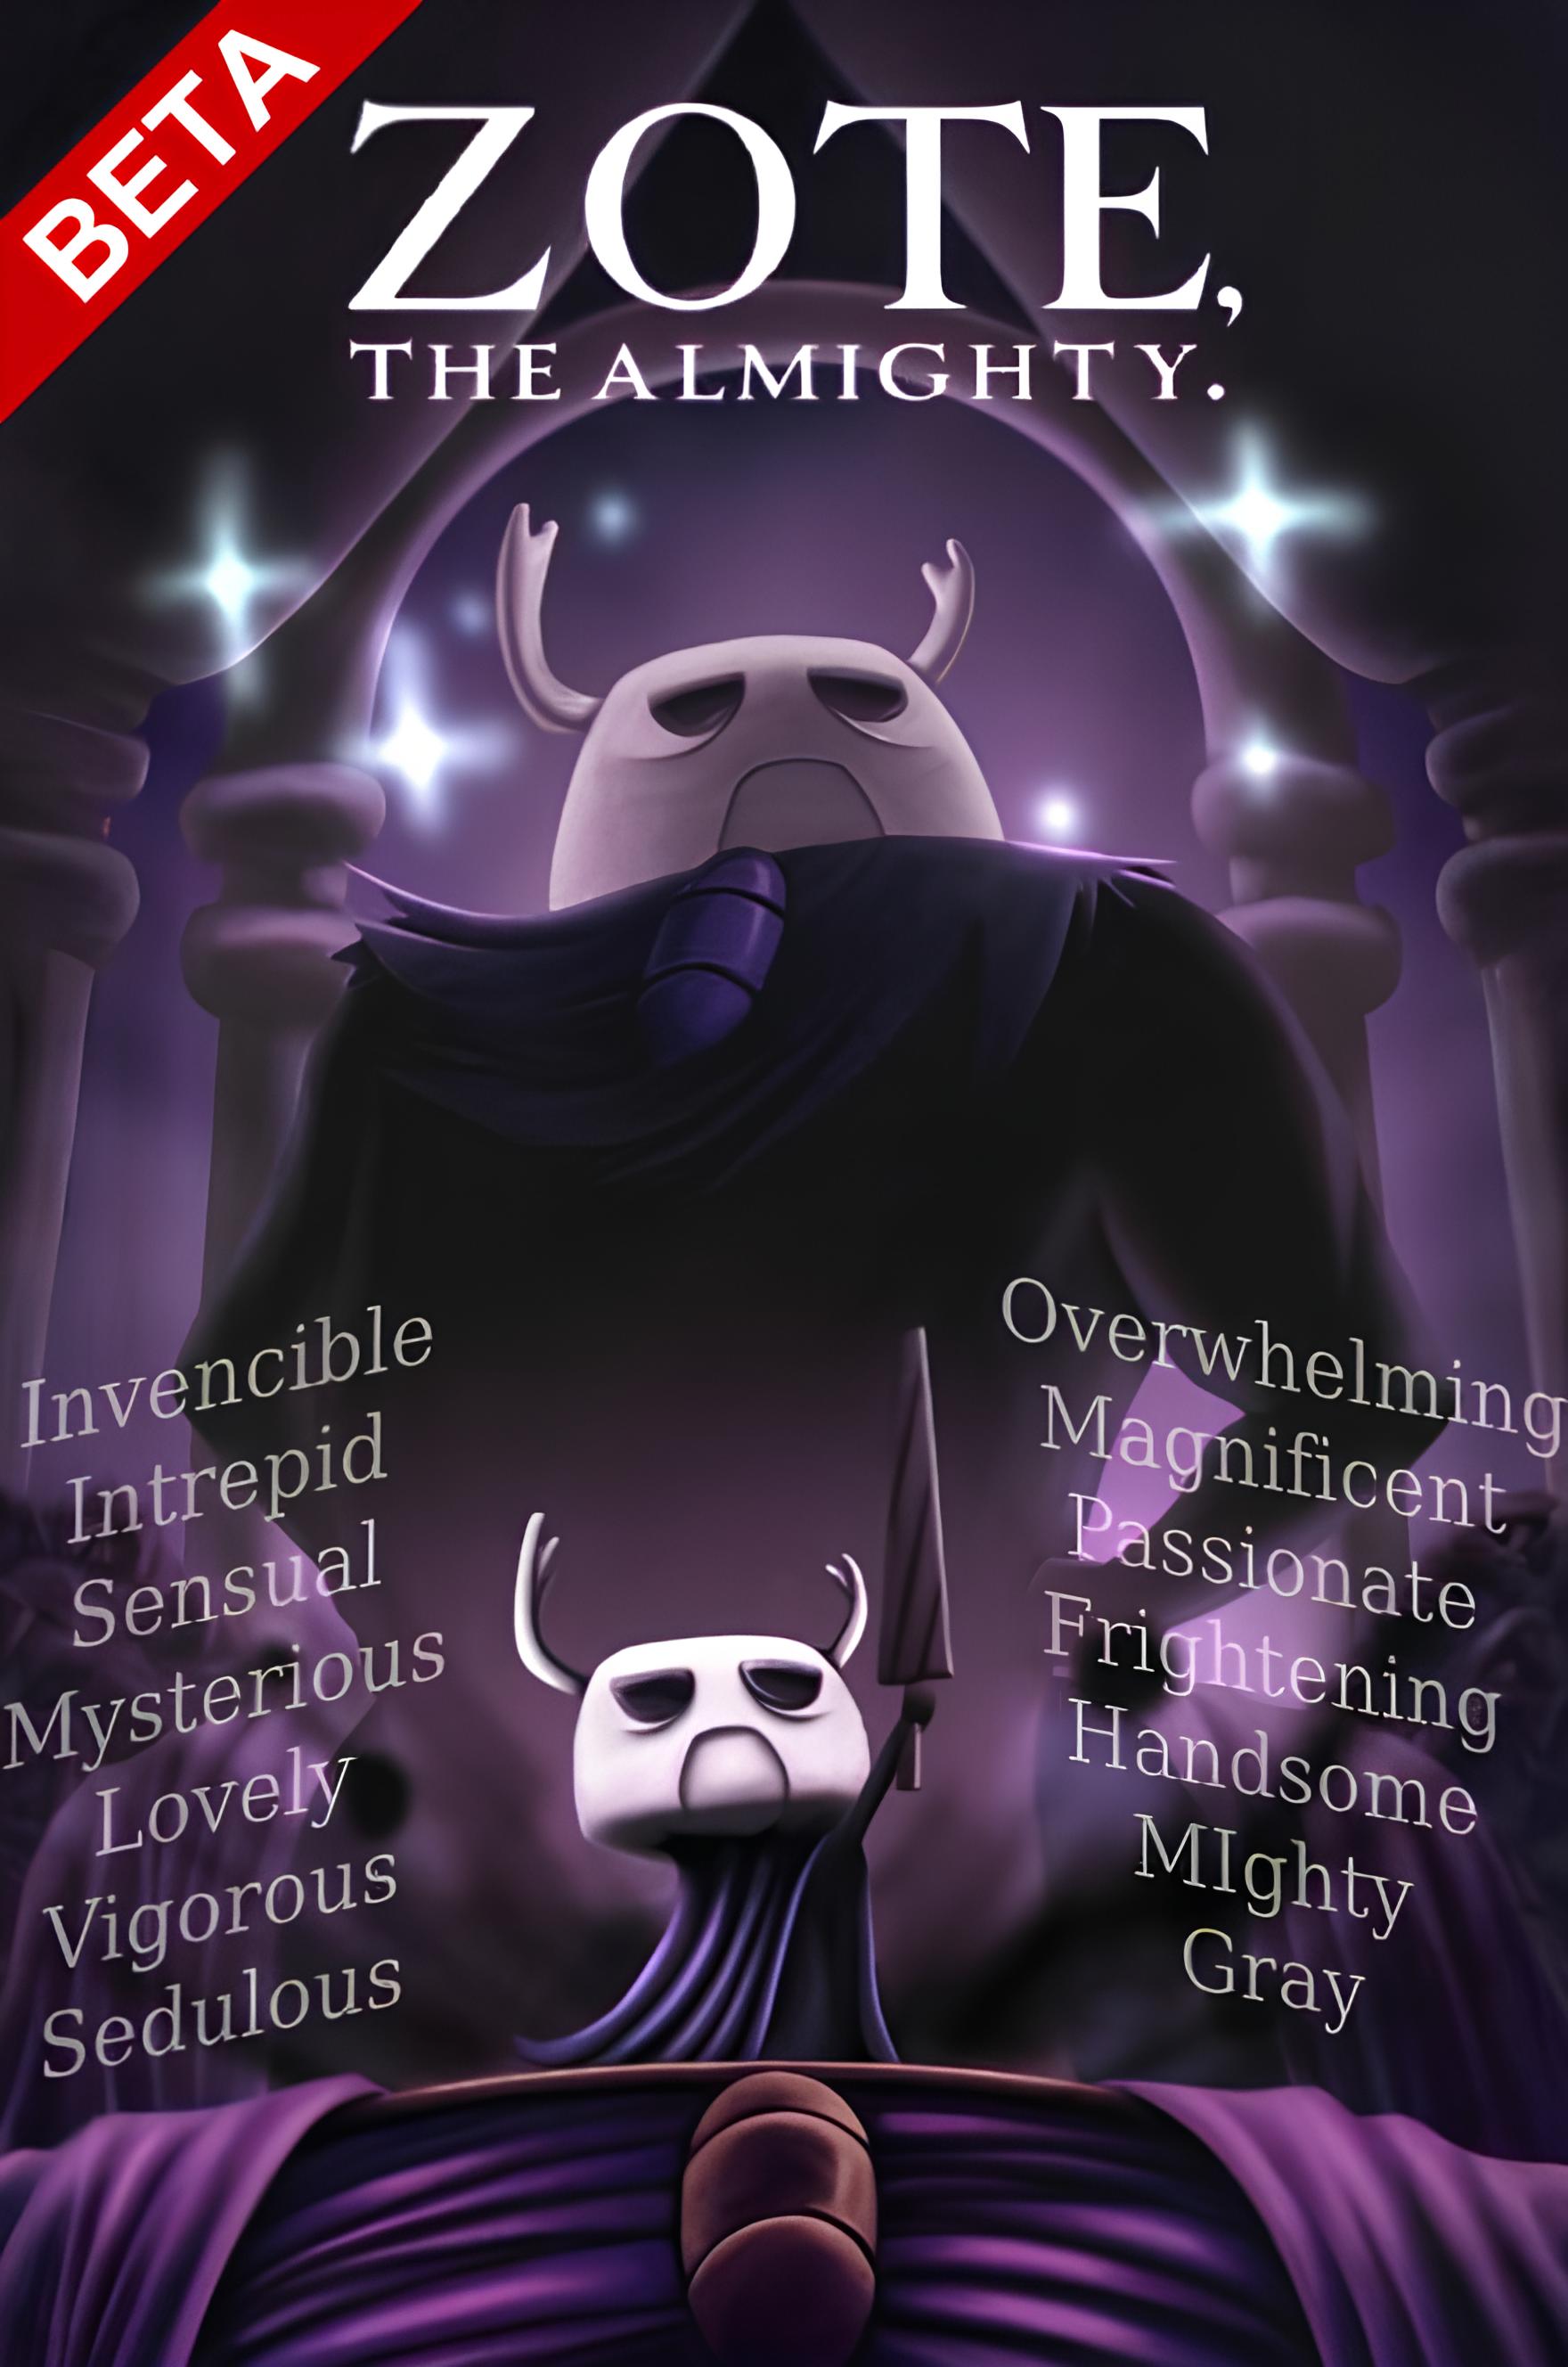 BETA
ZOTE,
THE ALMIGHTY.
Invencible
Intrepid
Sensual
Mysterious
Lovely
Vigorous
Sedulous
Overwhelming
Magnificent
Passionate
Frightening
Handsome
MIghty
Gray